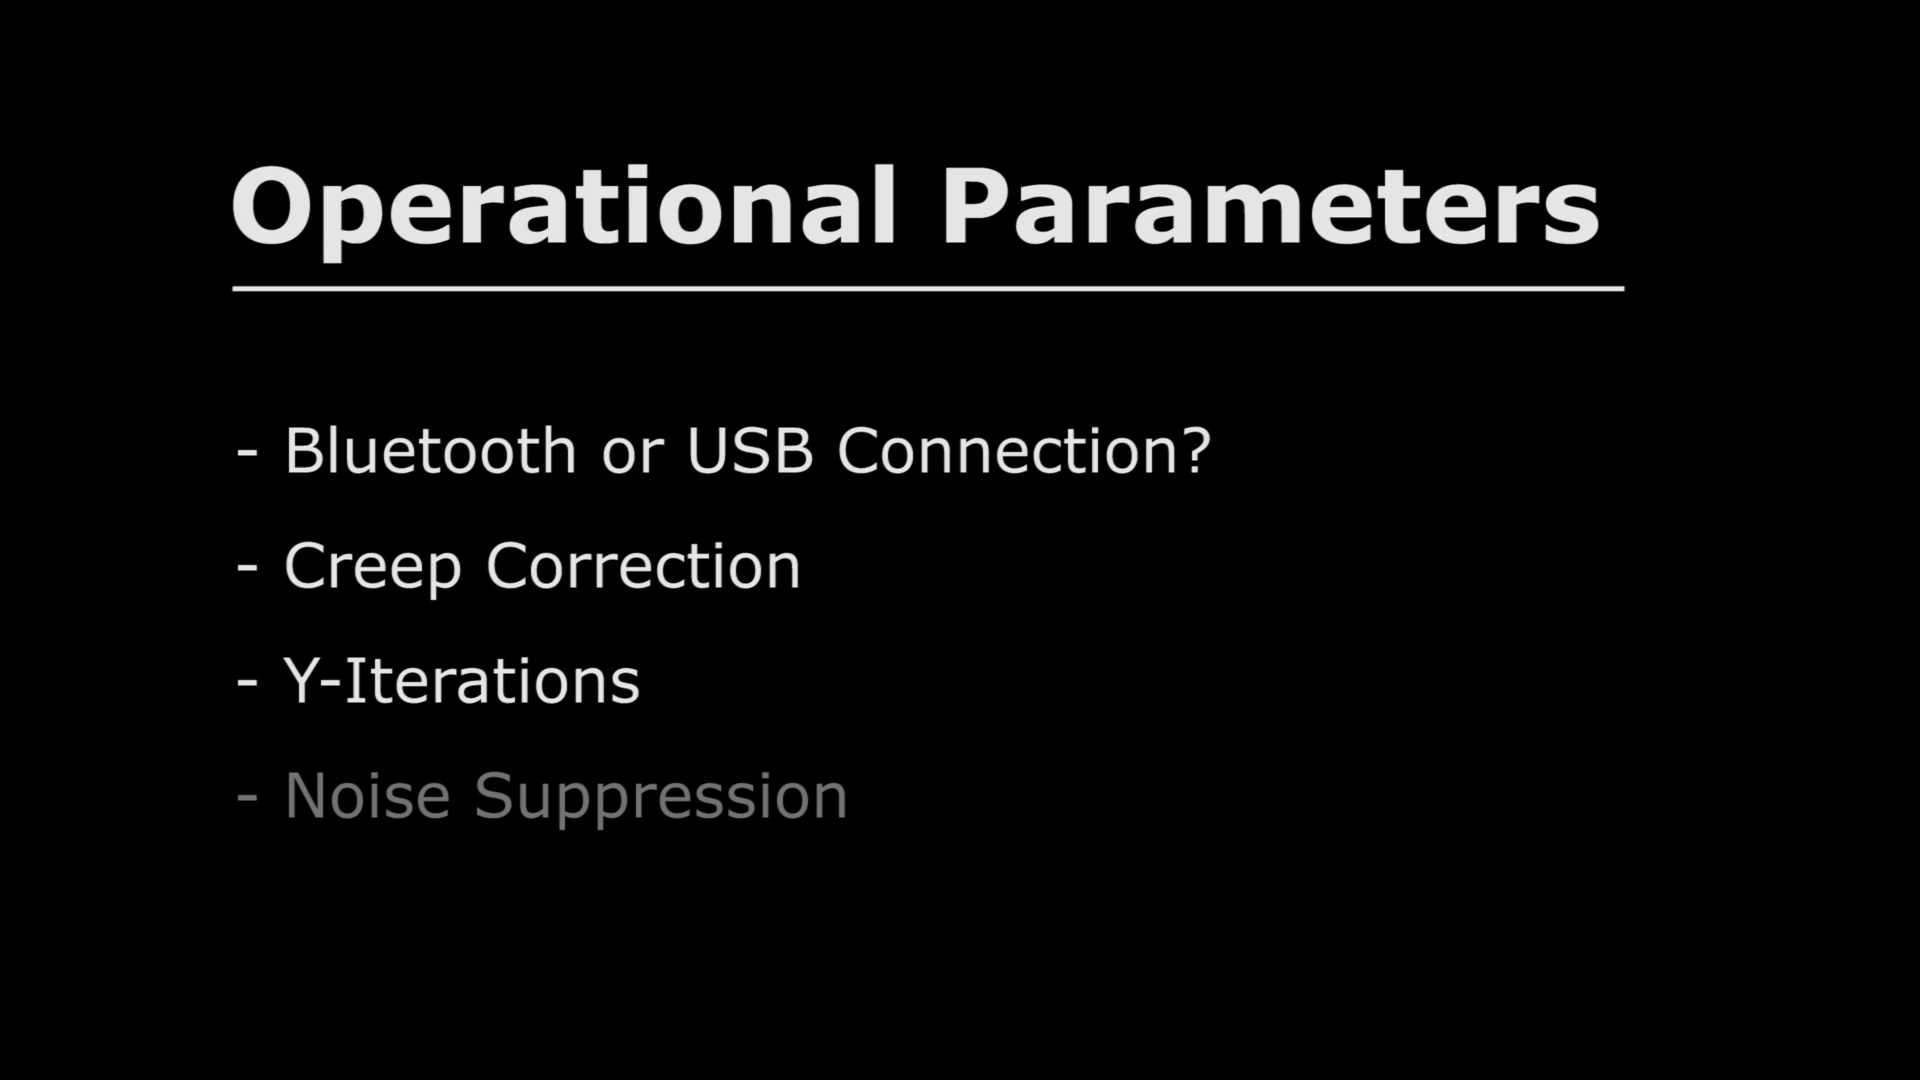 Operational Parameters
- Bluetooth or USB Connection?
- Creep Correction
- Y-Iterations
- Noise Suppression